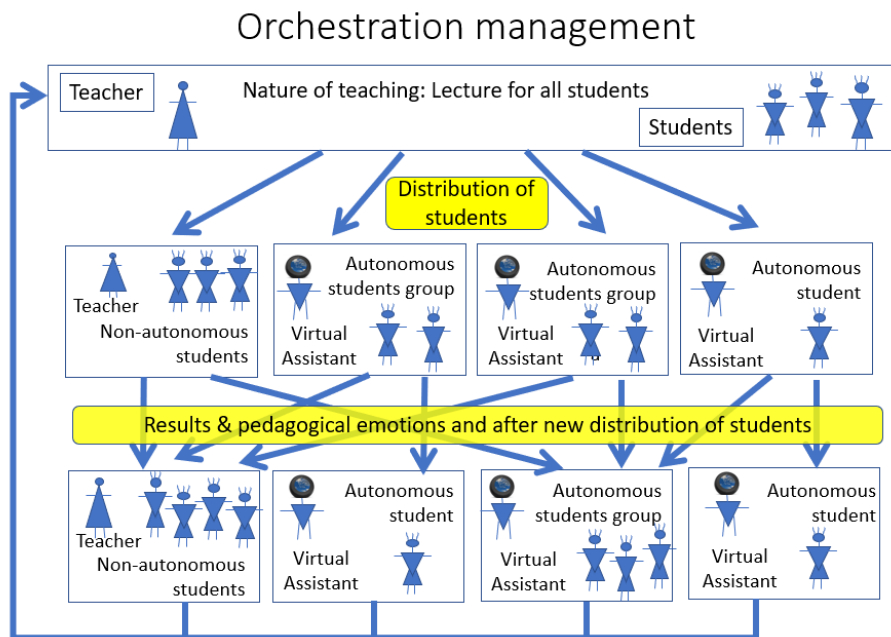 Orchestration management
Teacher
Nature of teaching: Lecture for all students
Students
Distribution of
students
Teacher
Non-autonomous
students
Autonomous
students group
Virtual
Assistant
Autonomous
students group
Virtual
Assistant
Autonomous
student
Virtual
Assistant
Results & pedagogical emotions and after new distribution of students
Teacher
Non-autonomous
students
Autonomous
student
Virtual
Assistant
Autonomous
students group
Virtual
Assistant
Autonomous
student
Virtual
Assistant